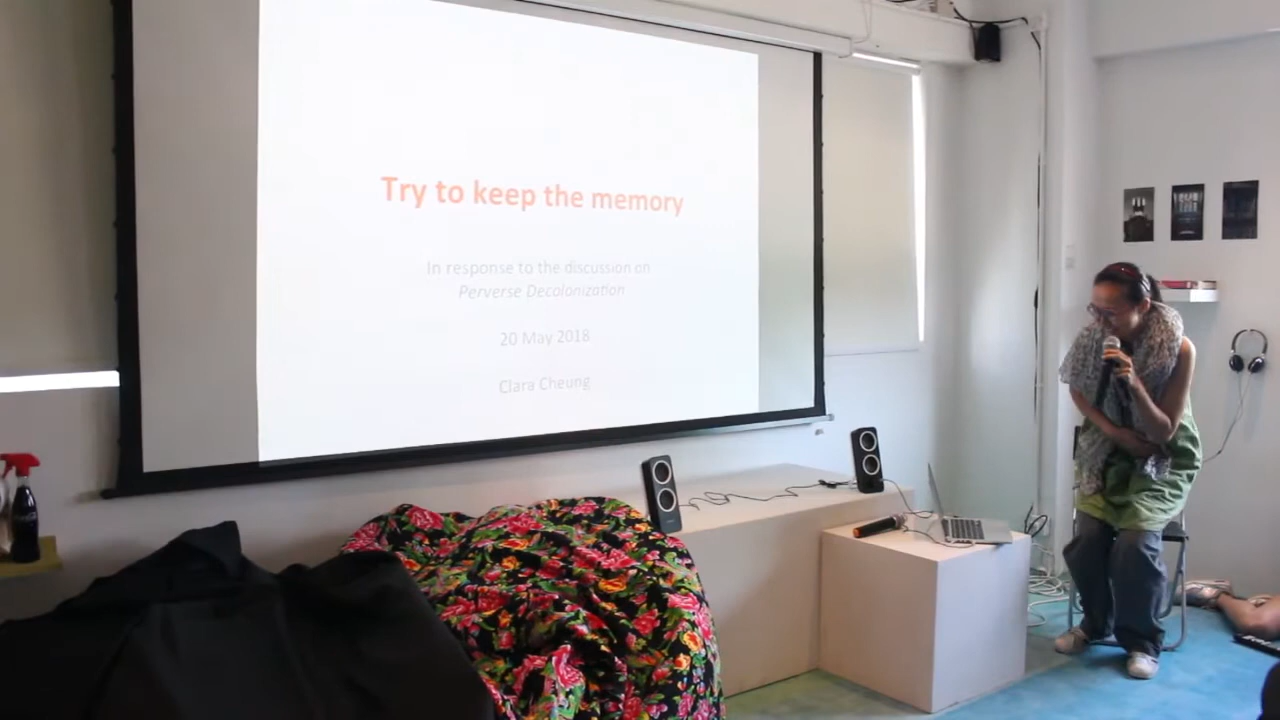 Try to keep the memory
In response to the discussion on
Perverse Decolonization
20 May 2018
Clara Cheung